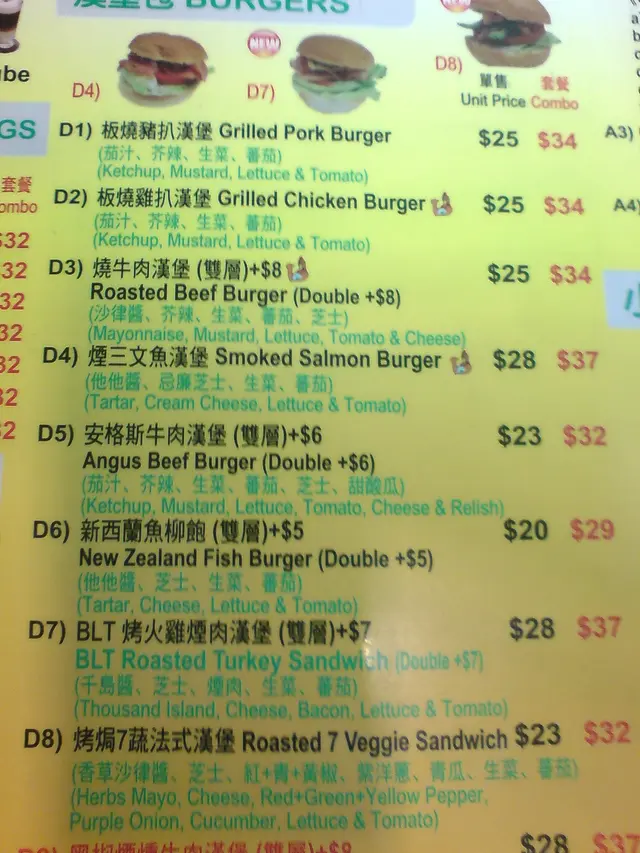 漢堡包 BURGERS
NEW
NEW
D4)
D7)
D8)
單售 套餐
Unit Price Combo
GS
套餐
ombo
$32
32
32
32
32
32
2
D1) 板燒豬扒漢堡 Grilled Pork Burger $25 $34
(茄汁、芥辣、生菜、蕃茄)
(Ketchup, Mustard, Lettuce & Tomato)
D2) 板燒雞扒漢堡 Grilled Chicken Burger $25 $34
(茄汁、芥辣、生菜、蕃茄)
(Ketchup, Mustard, Lettuce & Tomato)
D3) 燒牛肉漢堡 (雙層)+$8 $25 $34
Roasted Beef Burger (Double +$8)
(沙律醬、芥辣、生菜、蕃茄、芝士)
(Mayonnaise, Mustard, Lettuce, Tomato & Cheese)
D4) 煙三文魚漢堡 Smoked Salmon Burger $28 $37
(他他醬、忌廉芝士、生菜、蕃茄)
(Tartar, Cream Cheese, Lettuce & Tomato)
D5) 安格斯牛肉漢堡 (雙層)+$6 $23 $32
Angus Beef Burger (Double +$6)
(茄汁、芥辣、生菜、蕃茄、芝士、甜酸瓜)
(Ketchup, Mustard, Lettuce, Tomato, Cheese & Relish)
D6) 新西蘭魚柳飽 (雙層)+$5 $20 $29
New Zealand Fish Burger (Double +$5)
(他他醬、芝士、生菜、蕃茄)
(Tartar, Cheese, Lettuce & Tomato)
D7) BLT 烤火雞煙肉漢堡 (雙層)+$7 $28 $37
BLT Roasted Turkey Sandwich (Double +$7)
(千島醬、芝士、煙肉、生菜、蕃茄)
(Thousand Island, Cheese, Bacon, Lettuce & Tomato)
D8) 烤焗7蔬法式漢堡 Roasted 7 Veggie Sandwich $23 $32
(香草沙律醬、芝士、紅+青+黃椒、紫洋蔥、青瓜、生菜、蕃茄)
(Herbs Mayo, Cheese, Red+Green+Yellow Pepper,
Purple Onion, Cucumber, Lettuce & Tomato)
$28 $37
A3)
A4)
小